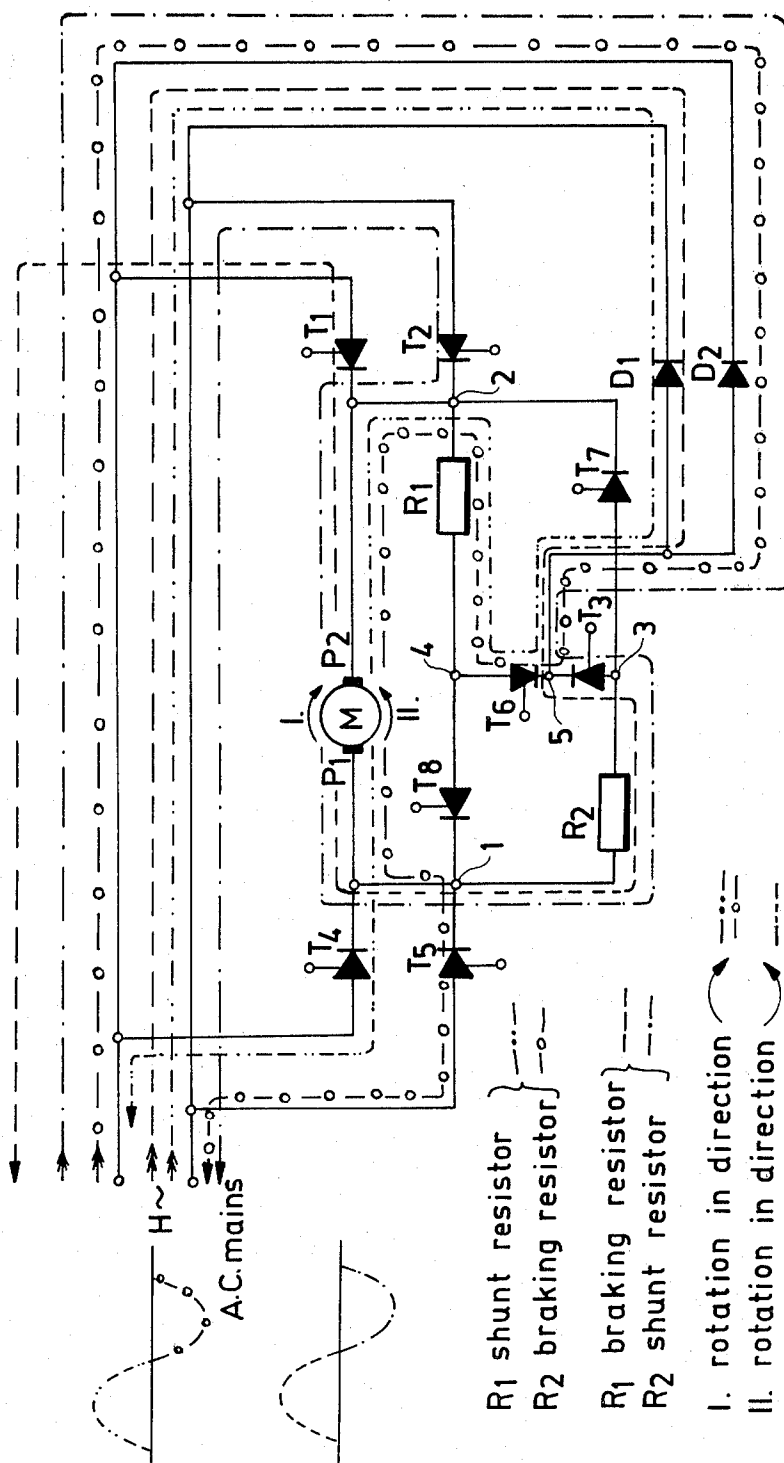 H~
A.C. mains
T1
T2
I.
M
II.
P1
P2
T4
T5
R1
T8
T6
T3
T7
R2
D1
D2
1
2
3
4
5
R1 shunt resistor
R2 braking resistor
R1 braking resistor
R2 shunt resistor
I. rotation in direction
II. rotation in direction